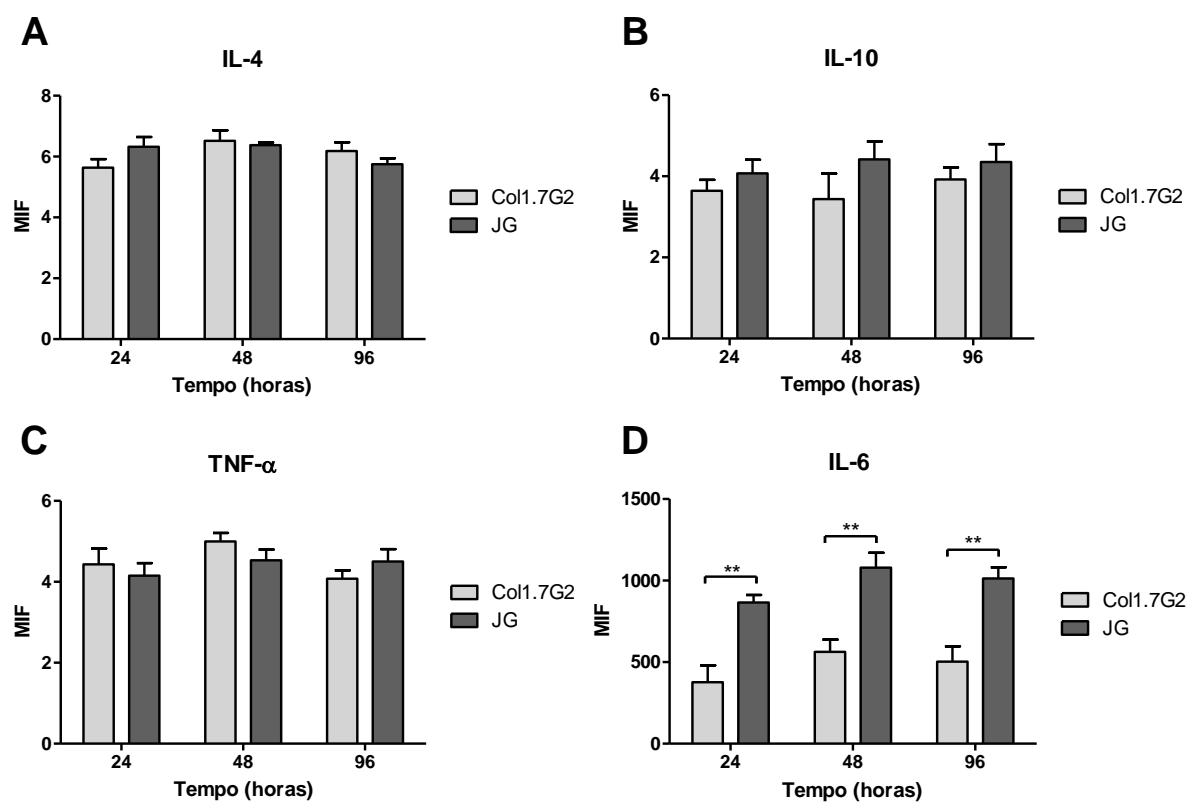 A
IL-4
8
6
4
2
0
MIF
24
48
96
Tempo (horas)
Col1.7G2
JG
B
IL-10
6
4
2
0
MIF
24
48
96
Tempo (horas)
Col1.7G2
JG
C
TNF-α
6
4
2
0
MIF
24
48
96
Tempo (horas)
Col1.7G2
JG
D
IL-6
1500
1000
500
0
MIF
**
**
**
24
48
96
Tempo (horas)
Col1.7G2
JG